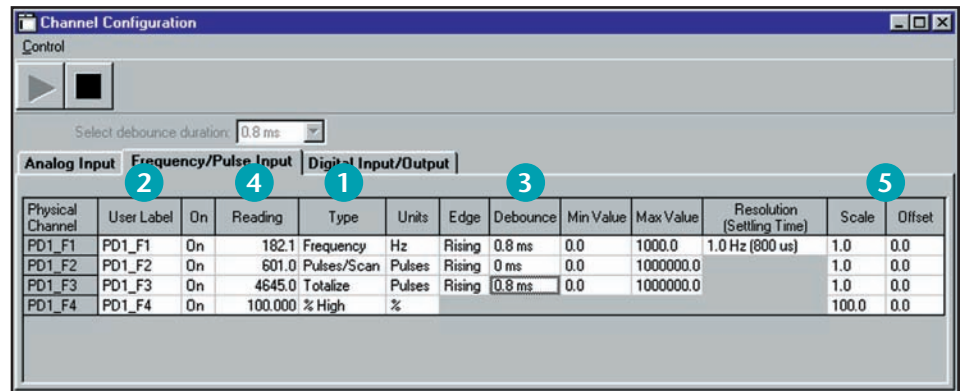 Channel Configuration
Control
Select debounce duration: 0.8 ms
Analog Input Frequency/Pulse Input Digital Input/Output
2 4 1 3 5
Physical Channel User Label On Reading Type Units Edge Debounce Min Value Max Value Resolution (Settling Time) Scale Offset
PD1_F1 PD1_F1 On 182.1 Frequency Hz Rising 0.8 ms 0.0 1000.0 1.0 Hz (800 us) 1.0 0.0
PD1_F2 PD1_F2 On 601.0 Pulses/Scan Pulses Rising 0 ms 0.0 1000000.0 1.0 0.0
PD1_F3 PD1_F3 On 4645.0 Totalize Pulses Rising 0.8 ms 0.0 1000000.0 1.0 0.0
PD1_F4 PD1_F4 On 100.000 % High % 100.0 0.0